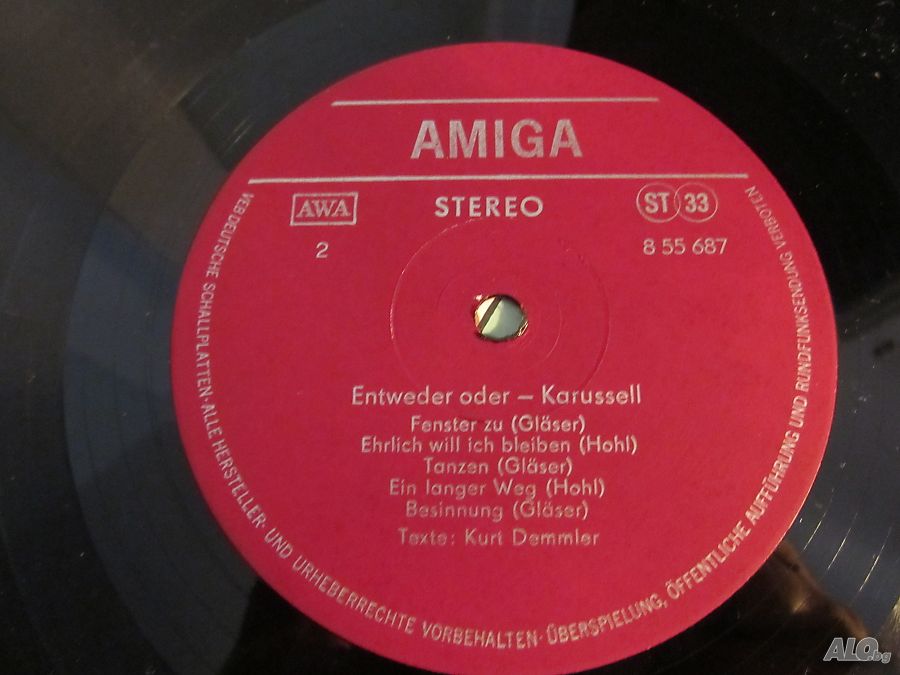 AMIGA
AWA STEREO ST 33
2 8 55 687
Entweder oder – Karussell
Fenster zu (Gläser)
Ehrlich will ich bleiben (Hohl)
Tanzen (Gläser)
Ein langer Weg (Hohl)
Besinnung (Gläser)
Texte: Kurt Demmler
VEB DEUTSCHE SCHALLPLATTEN · ALLE HERSTELLER- UND URHEBERRECHTE VORBEHALTEN · ÜBERSPIELUNG, ÖFFENTLICHE AUFFÜHRUNG UND RUNDFUNKSENDUNG VERBOTEN
ALO.bg